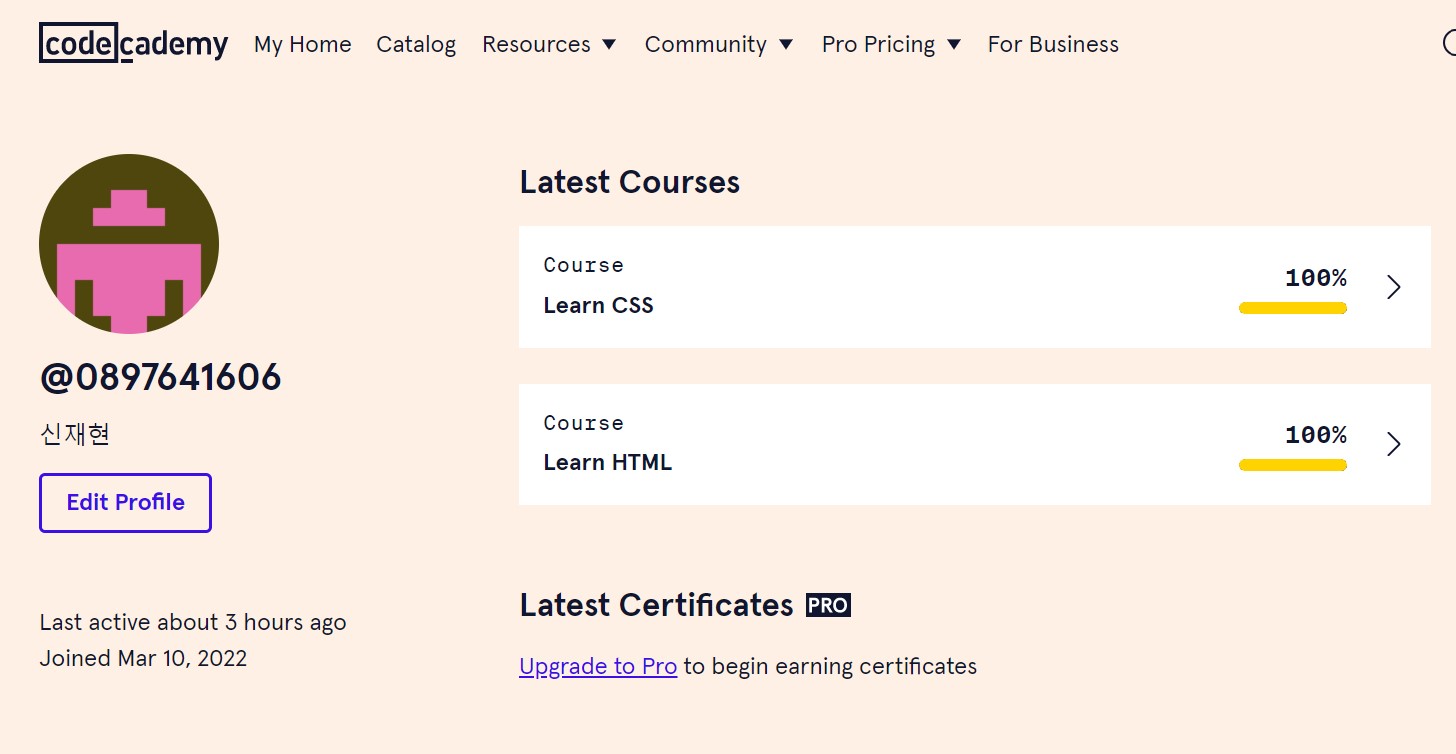 codecademy My Home Catalog Resources Community Pro Pricing For Business
@0897641606
신재현
Edit Profile
Last active about 3 hours ago
Joined Mar 10, 2022
Latest Courses
Course
Learn CSS
100%
Course
Learn HTML
100%
Latest Certificates PRO
Upgrade to Pro to begin earning certificates